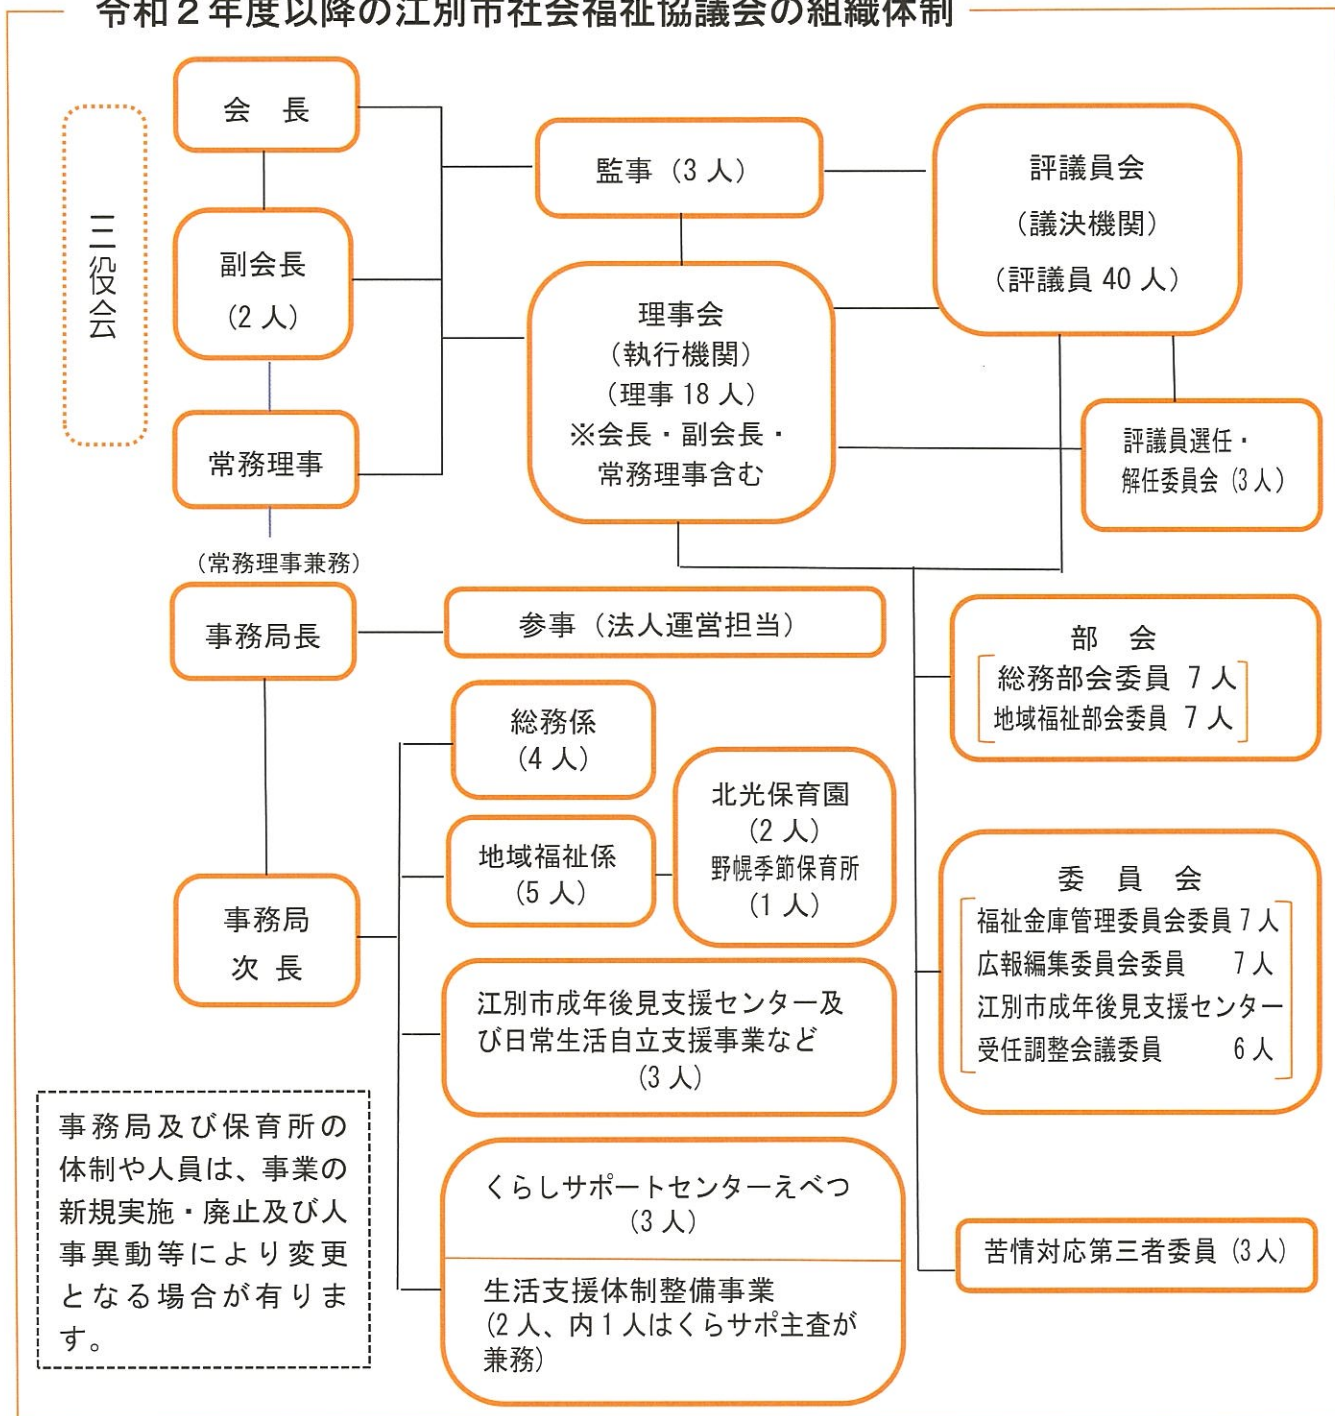 令和２年度以降の江別市社会福祉協議会の組織体制
三役会
会　長
副会長
(2 人)
常務理事
(常務理事兼務)
監事 (3 人)
理事会
(執行機関)
(理事 18 人)
※会長・副会長・
常務理事含む
評議員会
(議決機関)
(評議員 40 人)
評議員選任・
解任委員会 (3 人)
事務局長
参事 (法人運営担当)
事務局
次 長
総務係
(4 人)
地域福祉係
(5 人)
北光保育園
(2 人)
野幌季節保育所
(1 人)
江別市成年後見支援センター及
び日常生活自立支援事業など
(3 人)
くらしサポートセンターえべつ
(3 人)
生活支援体制整備事業
(2 人、内 1 人はくらサポ主査が
兼務)
部　会
総務部会委員 7 人
地域福祉部会委員 7 人
委　員　会
福祉金庫管理委員会委員 7 人
広報編集委員会委員 7 人
江別市成年後見支援センター
受任調整会議委員 6 人
苦情対応第三者委員 (3 人)
事務局及び保育所の
体制や人員は、事業の
新規実施・廃止及び人
事異動等により変更
となる場合が有りま
す。